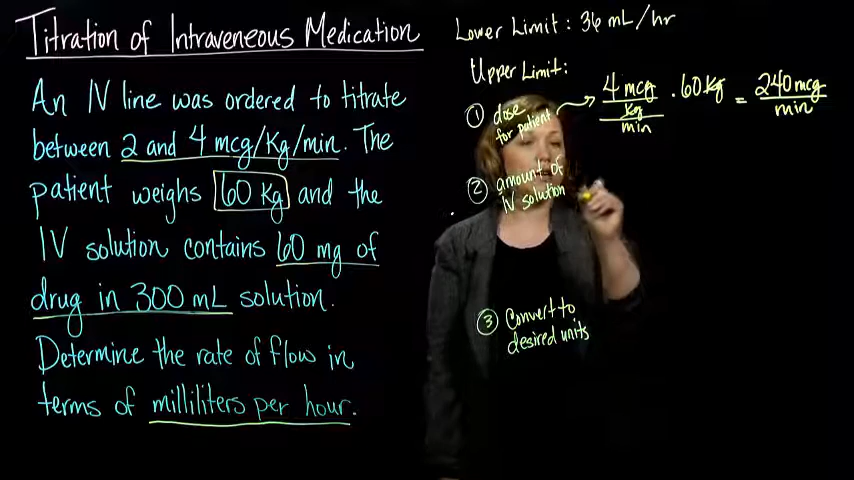 Titration of Intraveneous Medication
An IV line was ordered to titrate
between 2 and 4 mcg/Kg/min. The
patient weighs 60 Kg and the
IV solution contains 60 mg of
drug in 300 mL solution.
Determine the rate of flow in
terms of milliliters per hour.
Lower Limit: 36 mL/hr
Upper Limit:
① dose
for patient
4 mcg
Kg
min
. 60 Kg
=
240 mcg
min
② amount of
IV solution
③ Convert to
desired units